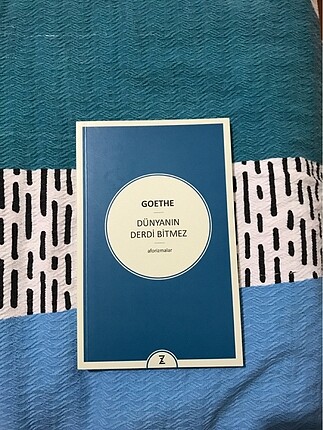 GOETHE
DÜNYANIN
DERDİ BİTMEZ
aforizmalar
Z